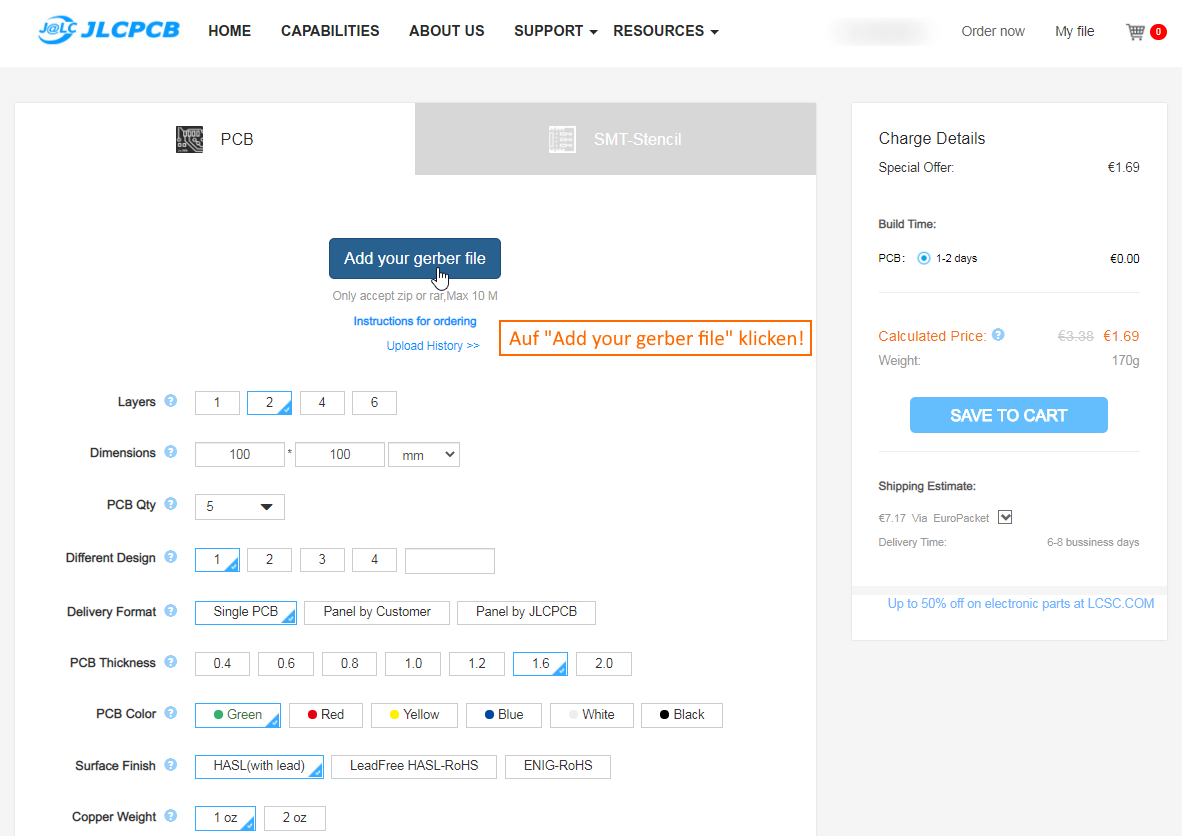 J@LC JLCPCB HOME CAPABILITIES ABOUT US SUPPORT RESOURCES Order now My file 0
PCB SMT-Stencil
Add your gerber file
Only accept zip or rar,Max 10 M
Instructions for ordering
Upload History >>
Auf "Add your gerber file" klicken!
Layers ? 1 2 4 6
Dimensions ? 100 * 100 mm
PCB Qty ? 5
Different Design ? 1 2 3 4
Delivery Format ? Single PCB Panel by Customer Panel by JLCPCB
PCB Thickness ? 0.4 0.6 0.8 1.0 1.2 1.6 2.0
PCB Color ? Green Red Yellow Blue White Black
Surface Finish ? HASL(with lead) LeadFree HASL-RoHS ENIG-RoHS
Copper Weight ? 1 oz 2 oz
Charge Details
Special Offer: €1.69
Build Time:
PCB: 1-2 days €0.00
Calculated Price: ? €3.38 €1.69
Weight: 170g
SAVE TO CART
Shipping Estimate:
€7.17 Via EuroPacket
Delivery Time: 6-8 bussiness days
Up to 50% off on electronic parts at LCSC.COM